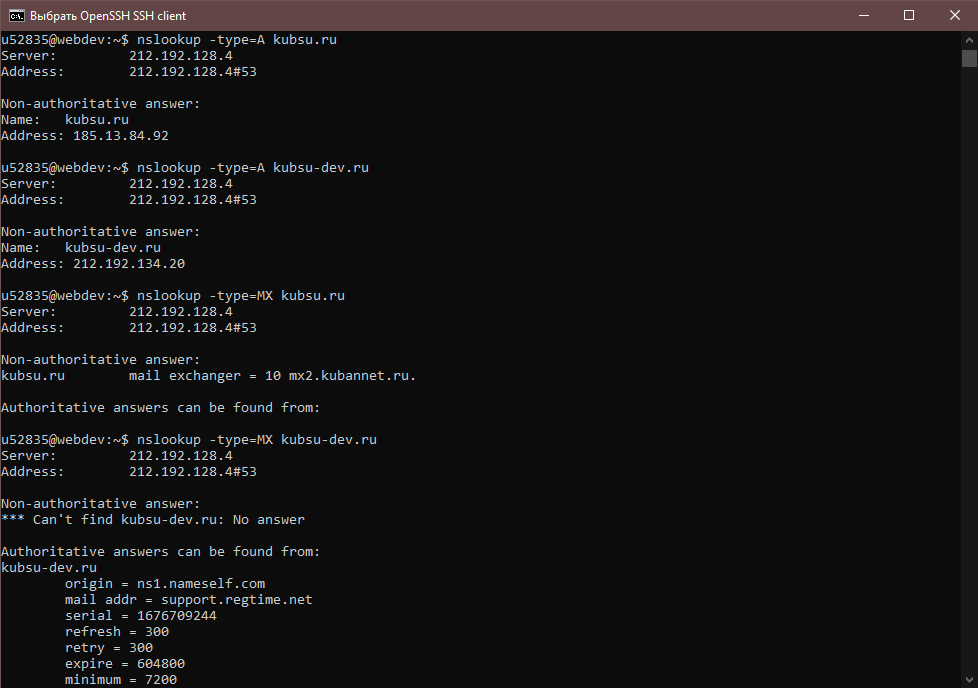 Выбрать OpenSSH SSH client
u52835@webdev:~$ nslookup -type=A kubsu.ru
Server:         212.192.128.4
Address:        212.192.128.4#53

Non-authoritative answer:
Name:   kubsu.ru
Address: 185.13.84.92

u52835@webdev:~$ nslookup -type=A kubsu-dev.ru
Server:         212.192.128.4
Address:        212.192.128.4#53

Non-authoritative answer:
Name:   kubsu-dev.ru
Address: 212.192.134.20

u52835@webdev:~$ nslookup -type=MX kubsu.ru
Server:         212.192.128.4
Address:        212.192.128.4#53

Non-authoritative answer:
kubsu.ru        mail exchanger = 10 mx2.kubannet.ru.

Authoritative answers can be found from:

u52835@webdev:~$ nslookup -type=MX kubsu-dev.ru
Server:         212.192.128.4
Address:        212.192.128.4#53

Non-authoritative answer:
*** Can't find kubsu-dev.ru: No answer

Authoritative answers can be found from:
kubsu-dev.ru
        origin = ns1.nameself.com
        mail addr = support.regtime.net
        serial = 1676709244
        refresh = 300
        retry = 300
        expire = 604800
        minimum = 7200